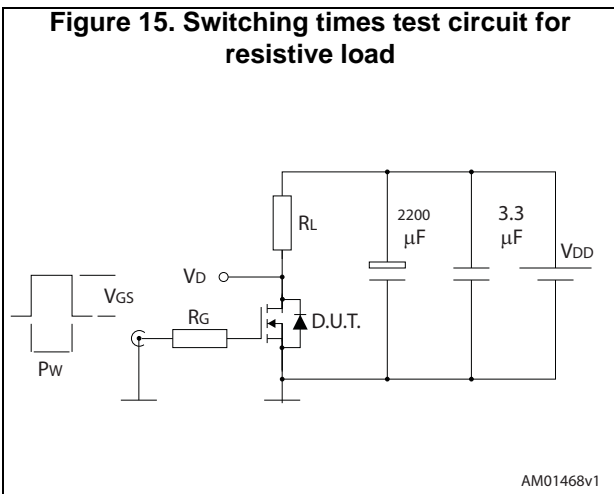 Figure 15. Switching times test circuit for
resistive load
RL
2200
μF
3.3
μF
VDD
VD
VGS
RG
D.U.T.
PW
AM01468v1